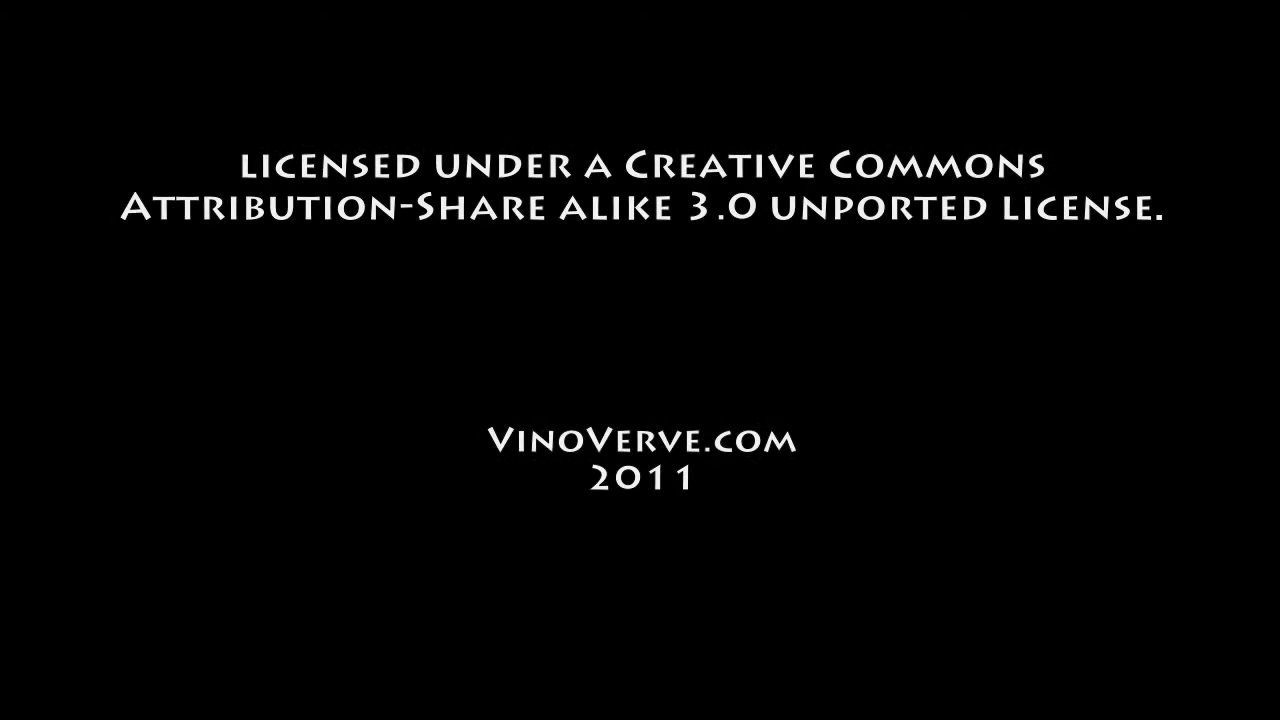 licensed under a Creative Commons
Attribution-Share alike 3.0 unported license.
VinoVerve.com
2011